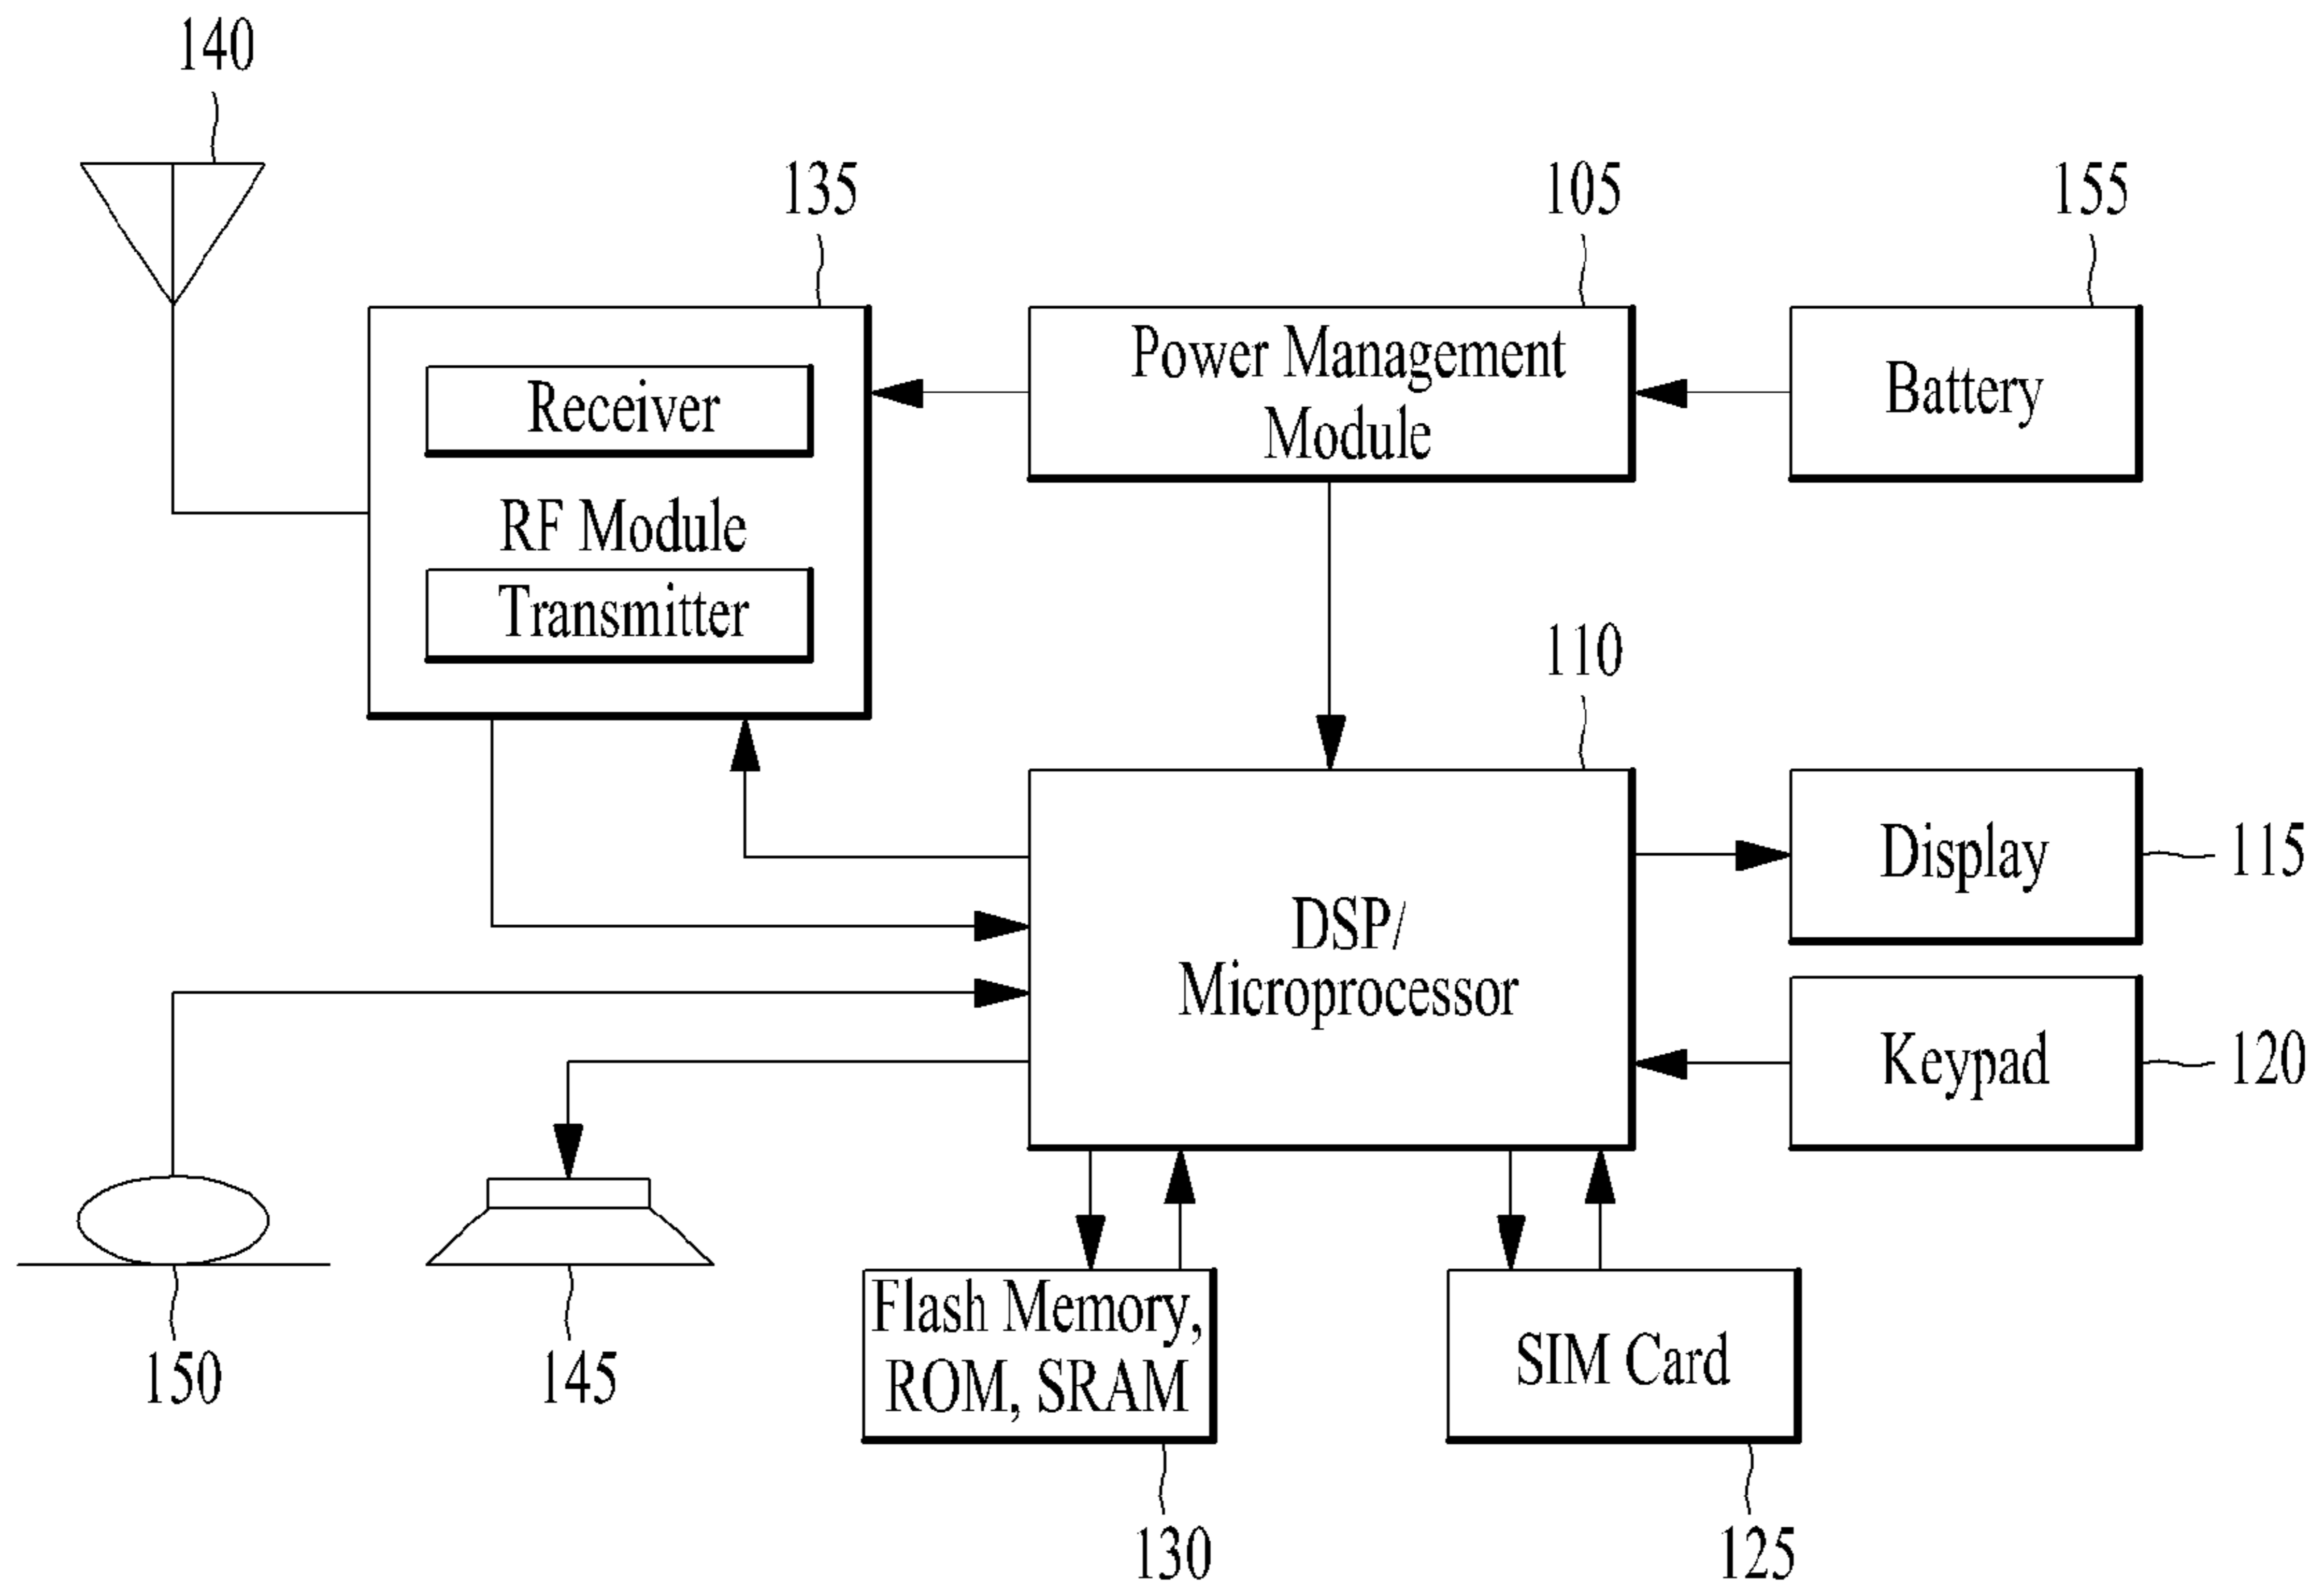 140
135
105
155
Receiver
RF Module
Transmitter
Power Management
Module
Battery
110
DSP/
Microprocessor
Display
115
Keypad
120
150
145
Flash Memory,
ROM, SRAM
SIM Card
130
125